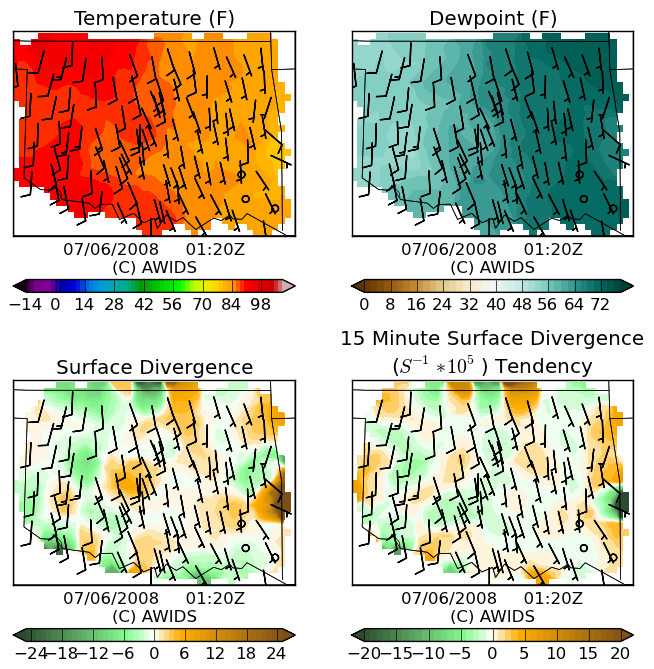 Temperature (F)
Dewpoint (F)
07/06/2008 01:20Z
(C) AWIDS
07/06/2008 01:20Z
(C) AWIDS
−14 0 14 28 42 56 70 84 98
0 8 16 24 32 40 48 56 64 72
Surface Divergence
15 Minute Surface Divergence
(S⁻¹ *10⁵ ) Tendency
07/06/2008 01:20Z
(C) AWIDS
07/06/2008 01:20Z
(C) AWIDS
−24 −18 −12 −6 0 6 12 18 24
−20 −15 −10 −5 0 5 10 15 20